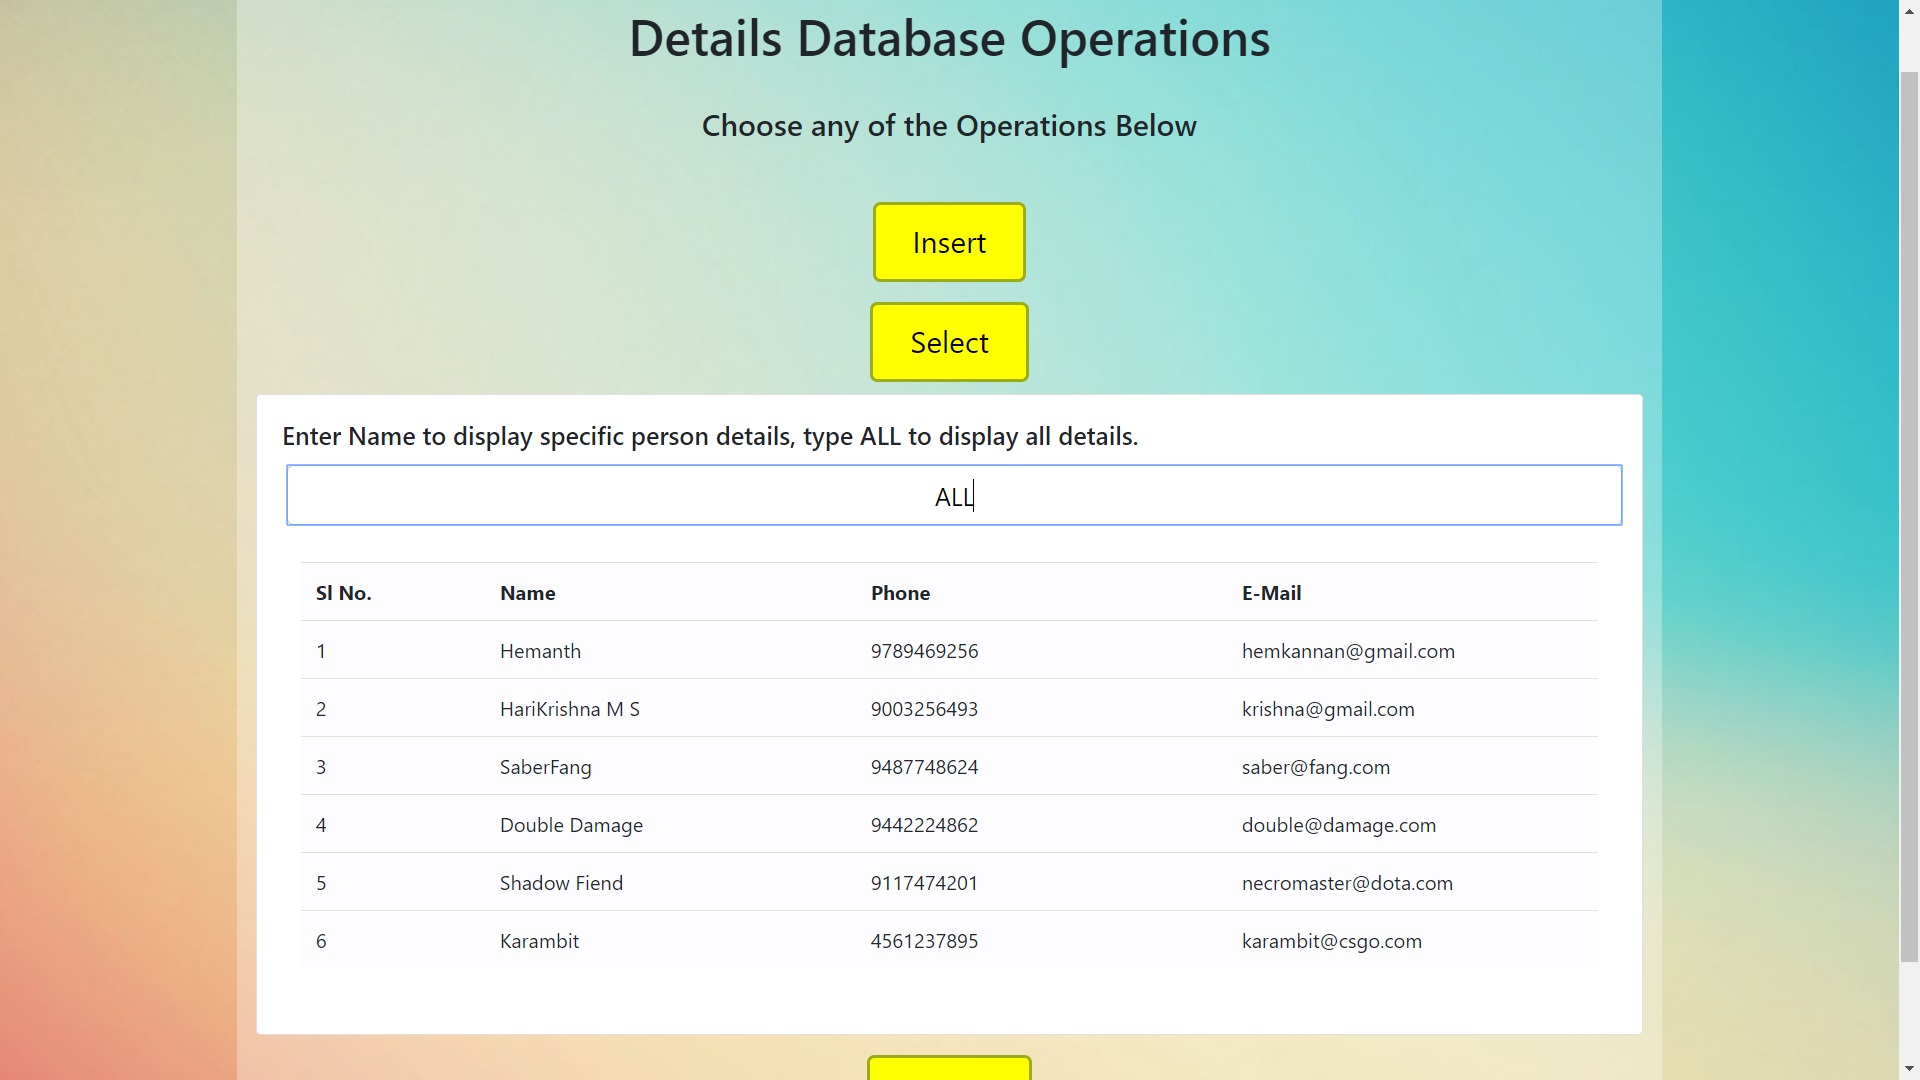 Details Database Operations
Choose any of the Operations Below
Insert
Select
Enter Name to display specific person details, type ALL to display all details.
ALL
Sl No. Name Phone E-Mail
1 Hemanth 9789469256 hemkannan@gmail.com
2 HariKrishna M S 9003256493 krishna@gmail.com
3 SaberFang 9487748624 saber@fang.com
4 Double Damage 9442224862 double@damage.com
5 Shadow Fiend 9117474201 necromaster@dota.com
6 Karambit 4561237895 karambit@csgo.com